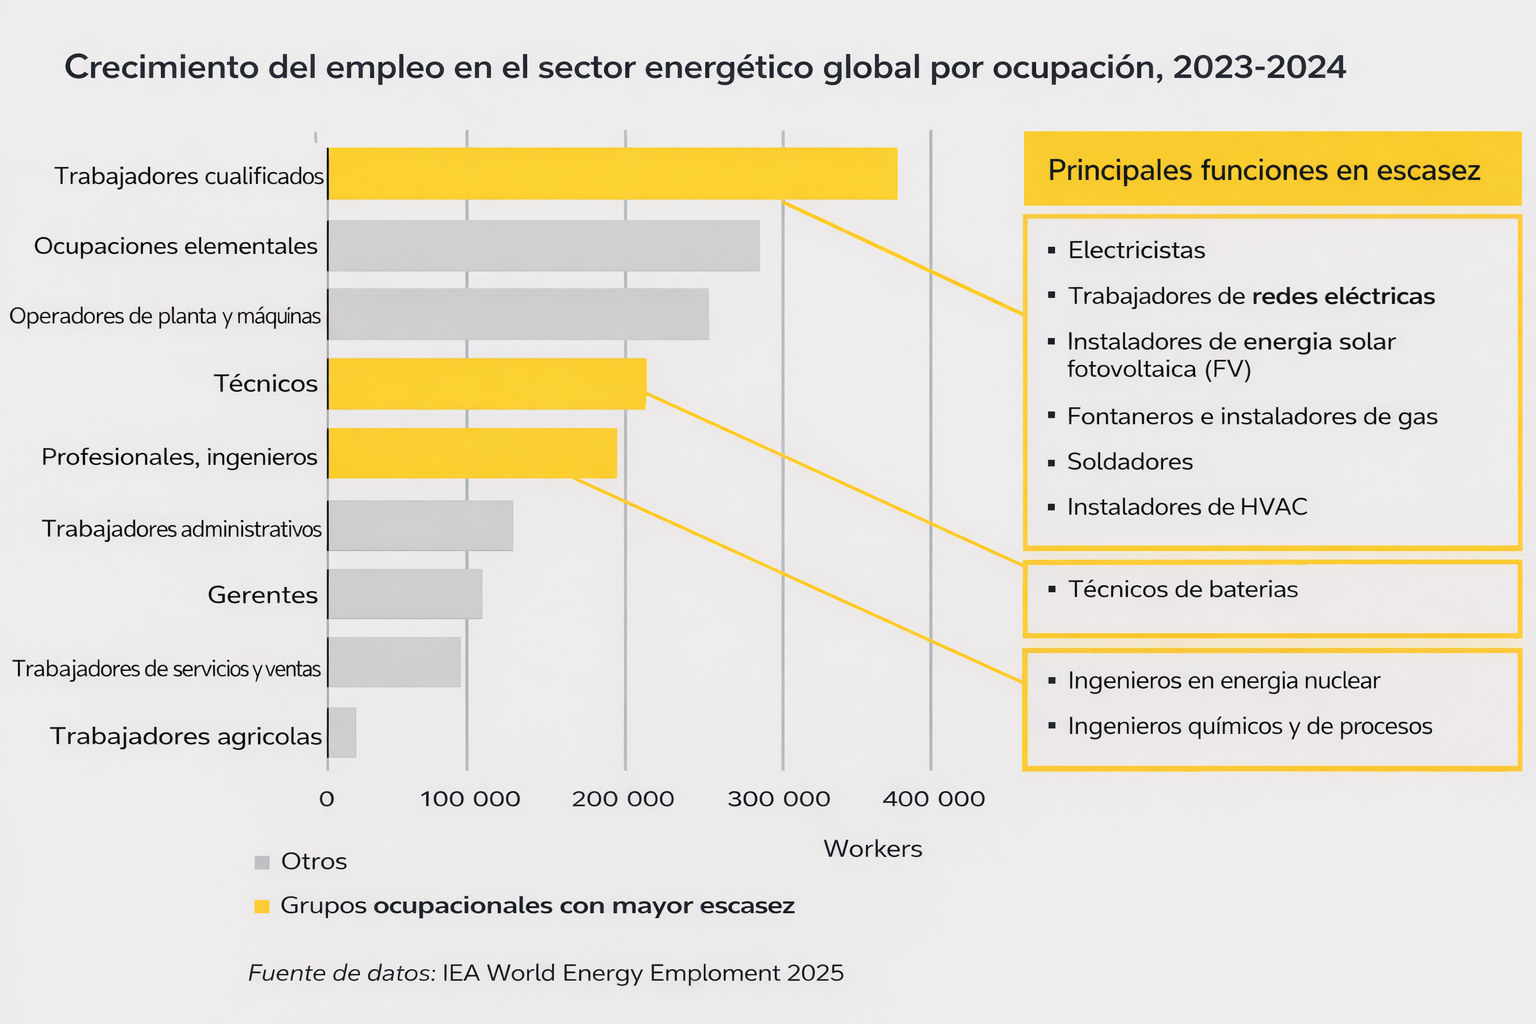 Crecimiento del empleo en el sector energético global por ocupación, 2023-2024
Trabajadores cualificados
Ocupaciones elementales
Operadores de planta y máquinas
Técnicos
Profesionales, ingenieros
Trabajadores administrativos
Gerentes
Trabajadores de servicios y ventas
Trabajadores agricolas
0
100 000
200 000
300 000
400 000
Workers
Otros
Grupos ocupacionales con mayor escasez
Fuente de datos: IEA World Energy Emploment 2025
Principales funciones en escasez
▪ Electricistas
▪ Trabajadores de redes eléctricas
▪ Instaladores de energia solar
fotovoltaica (FV)
▪ Fontaneros e instaladores de gas
▪ Soldadores
▪ Instaladores de HVAC
▪ Técnicos de baterias
▪ Ingenieros en energia nuclear
▪ Ingenieros químicos y de procesos